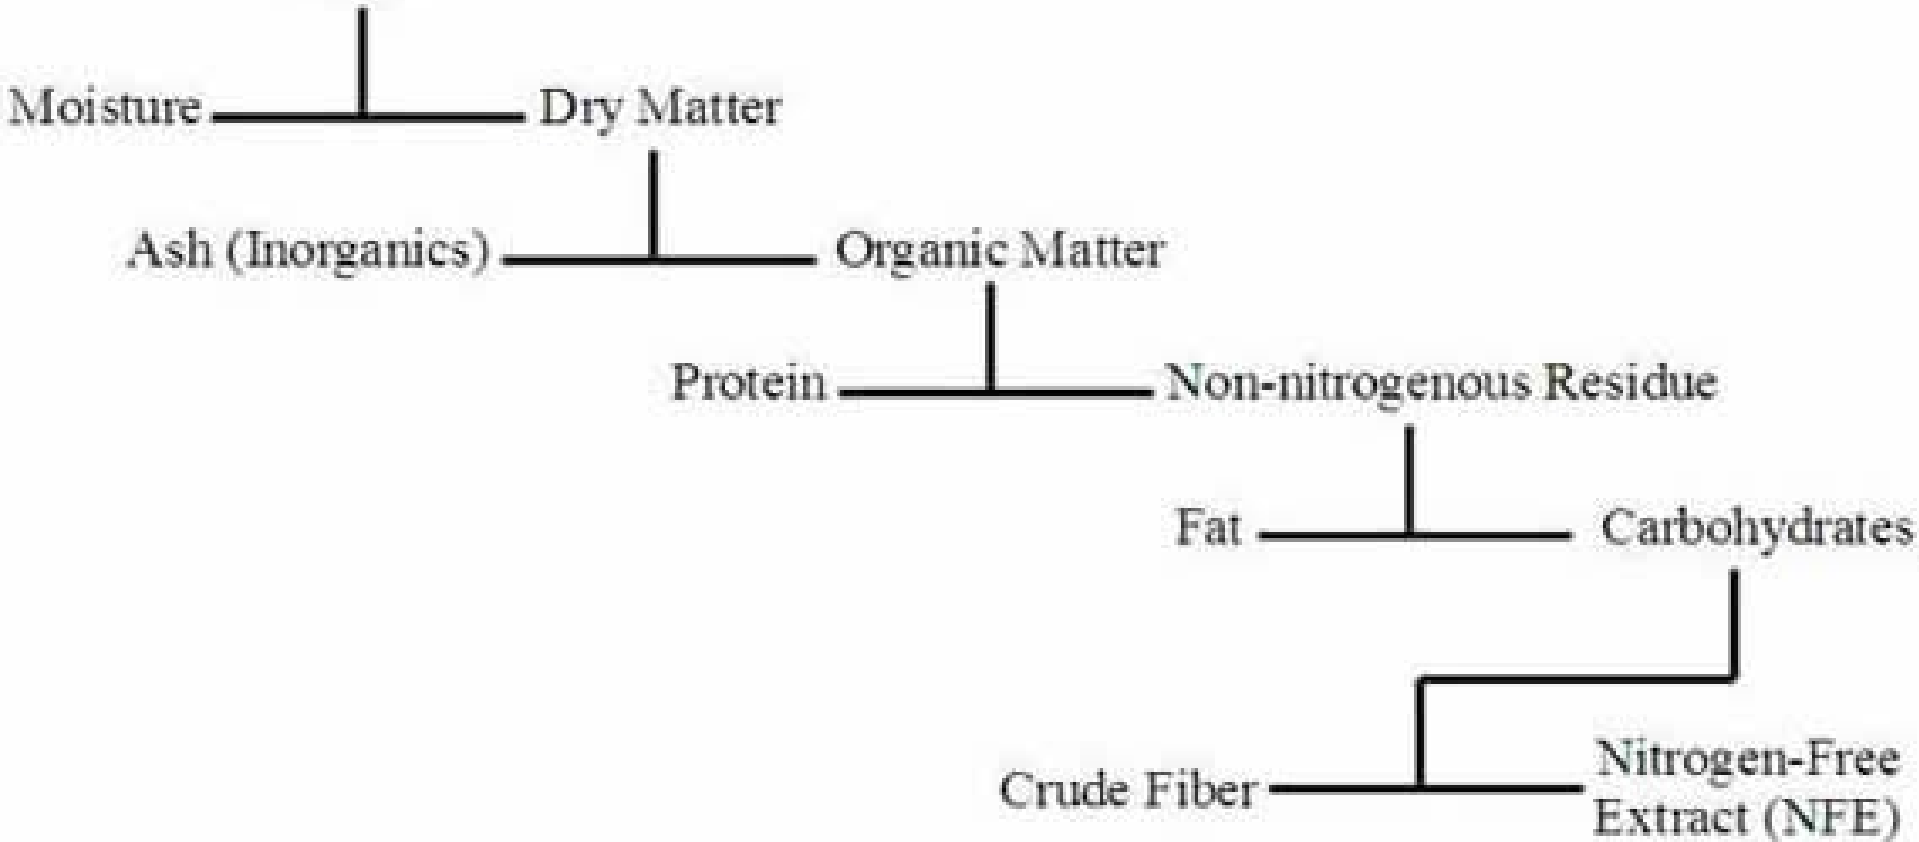 Moisture
Dry Matter
Ash (Inorganics)
Organic Matter
Protein
Non-nitrogenous Residue
Fat
Carbohydrates
Crude Fiber
Nitrogen-Free
Extract (NFE)